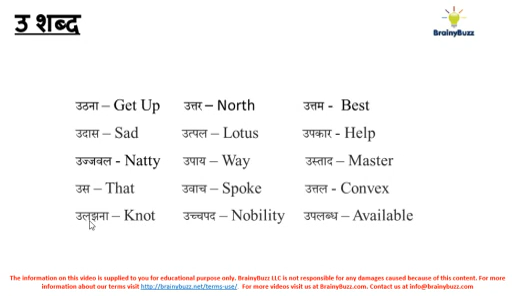 उ शब्द
BrainyBuzz
उठना – Get Up उत्तर – North उत्तम - Best
उदास – Sad उत्पल – Lotus उपकार - Help
उज्जवल - Natty उपाय – Way उस्ताद – Master
उस – That उवाच – Spoke उत्तल - Convex
उलझना – Knot उच्चपद – Nobility उपलब्ध – Available
The information on this video is supplied to you for educational purpose only. BrainyBuzz LLC is not responsible for any damages caused because of this content. For more
information about our terms visit http://brainybuzz.net/terms-use/ For more videos visit us at BrainyBuzz.com. Contact us at info@brainybuzz.com